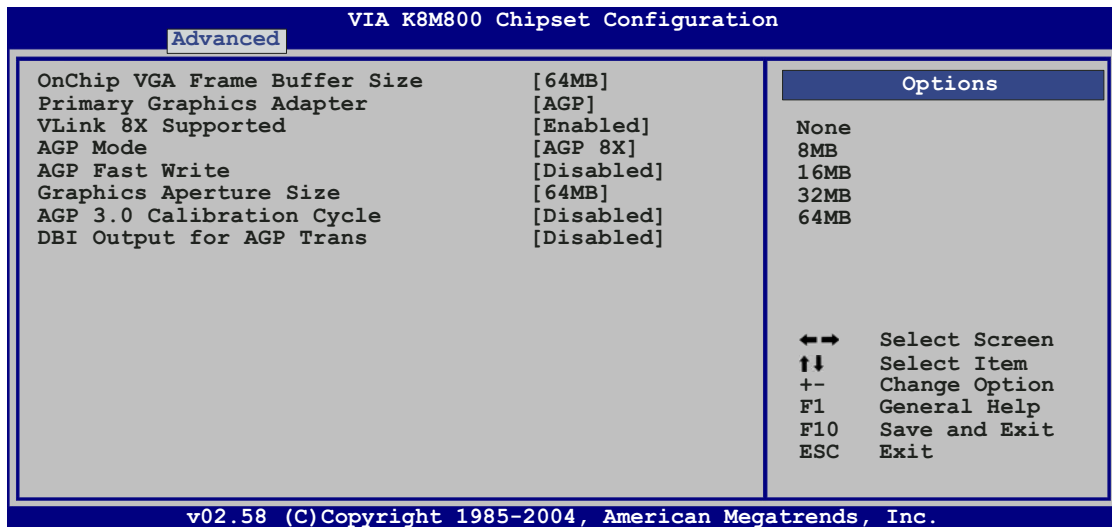 VIA K8M800 Chipset Configuration
Advanced
OnChip VGA Frame Buffer Size [64MB]
Primary Graphics Adapter [AGP]
VLink 8X Supported [Enabled]
AGP Mode [AGP 8X]
AGP Fast Write [Disabled]
Graphics Aperture Size [64MB]
AGP 3.0 Calibration Cycle [Disabled]
DBI Output for AGP Trans [Disabled]
Options
None
8MB
16MB
32MB
64MB
←→ Select Screen
↑↓ Select Item
+- Change Option
F1 General Help
F10 Save and Exit
ESC Exit
v02.58 (C)Copyright 1985-2004, American Megatrends, Inc.